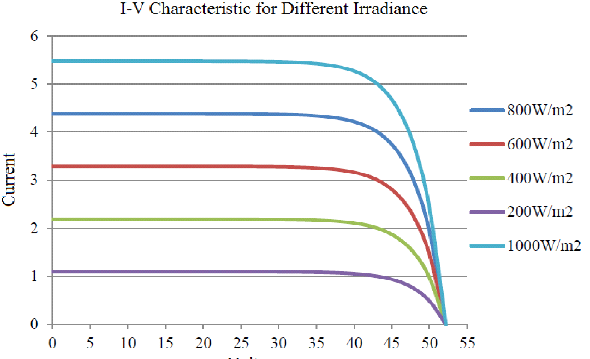 I-V Characteristic for Different Irradiance
6
5
4
3
2
1
0
Current
0 5 10 15 20 25 30 35 40 45 50 55
800W/m2
600W/m2
400W/m2
200W/m2
1000W/m2